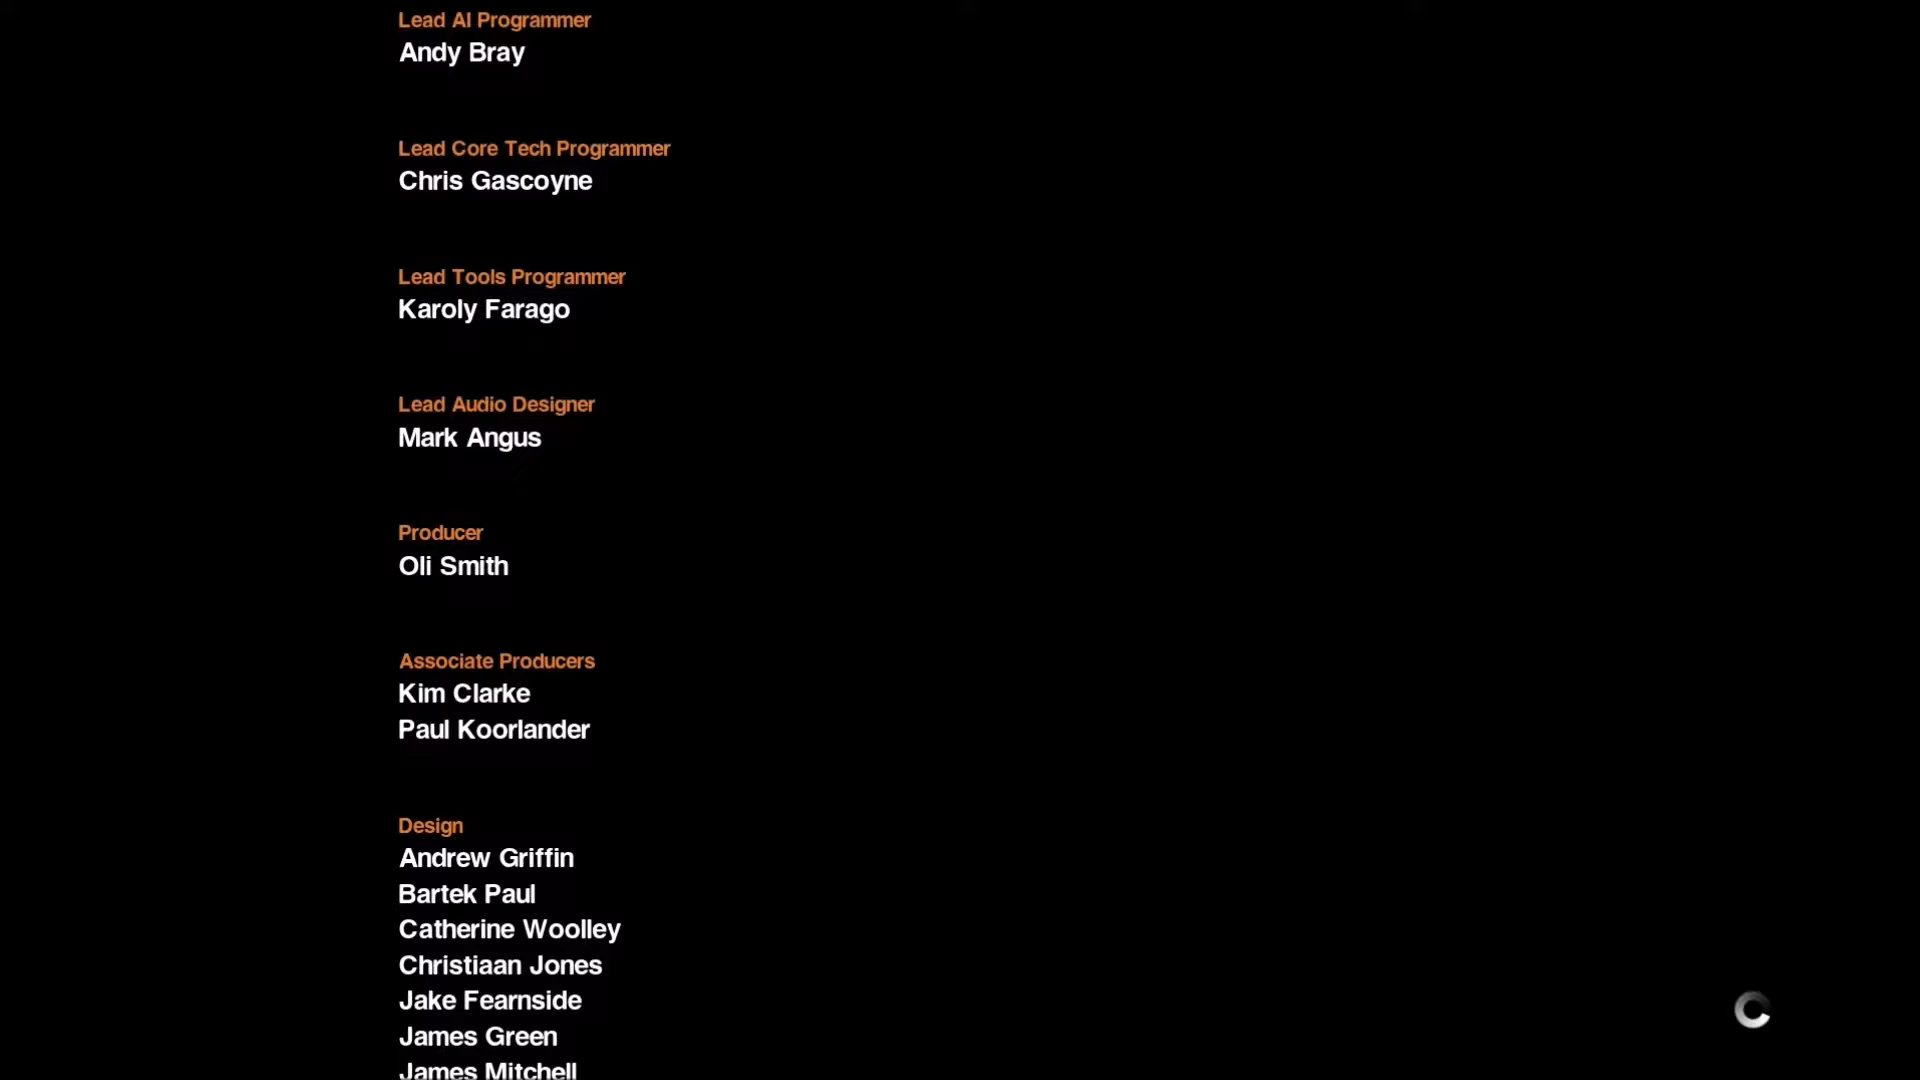 Lead AI Programmer
Andy Bray
Lead Core Tech Programmer
Chris Gascoyne
Lead Tools Programmer
Karoly Farago
Lead Audio Designer
Mark Angus
Producer
Oli Smith
Associate Producers
Kim Clarke
Paul Koorlander
Design
Andrew Griffin
Bartek Paul
Catherine Woolley
Christiaan Jones
Jake Fearnside
James Green
James Mitchell